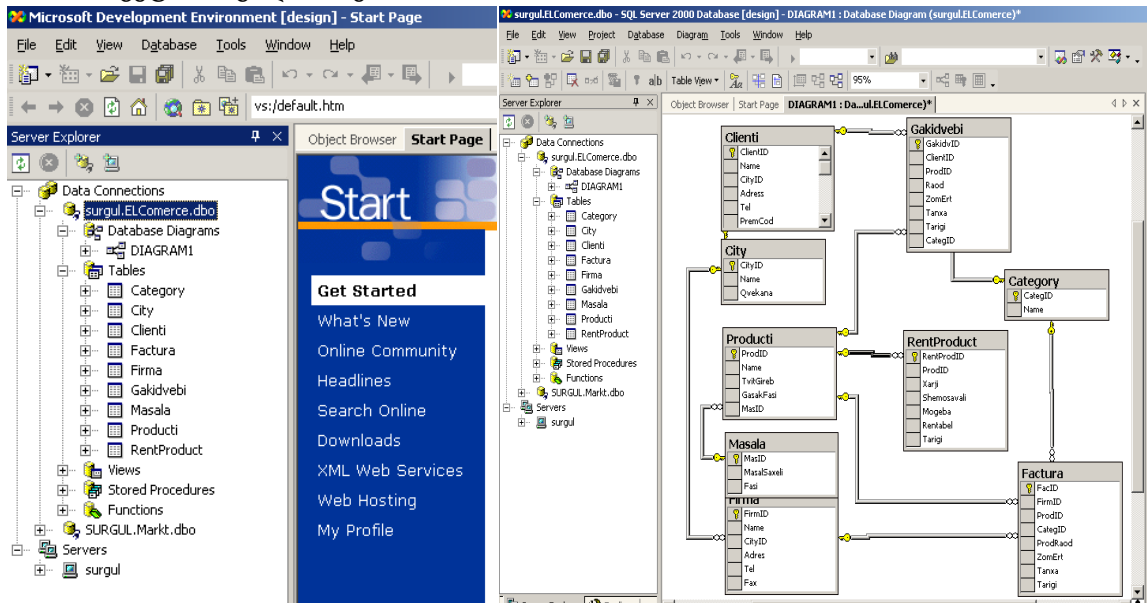 Microsoft Development Environment [design] - Start Page
File Edit View Database Tools Window Help
vs:/default.htm
Server Explorer
Object Browser Start Page
Data Connections
surgul.ELComerce.dbo
Database Diagrams
DIAGRAM1
Tables
Category
City
Clienti
Factura
Firma
Gakidvebi
Masala
Producti
RentProduct
Views
Stored Procedures
Functions
SURGUL.Markt.dbo
Servers
surgul
Start
Get Started
What's New
Online Community
Headlines
Search Online
Downloads
XML Web Services
Web Hosting
My Profile
surgul.ELComerce.dbo - SQL Server 2000 Database [design] - DIAGRAM1 : Database Diagram (surgul.ELComerce)*
File Edit View Project Database Diagram Tools Window Help
Table View 95%
Server Explorer
Object Browser Start Page DIAGRAM1 : Da...ul.ELComerce)*
Data Connections
surgul.ELComerce.dbo
Database Diagrams
DIAGRAM1
Tables
Category
City
Clienti
Factura
Firma
Gakidvebi
Masala
Producti
RentProduct
Views
Stored Procedures
Functions
SURGUL.Markt.dbo
Servers
surgul
Clienti
ClientID
Name
CityID
Adress
Tel
PremCod
Gakidvebi
GakidvID
ClientID
ProdID
Raod
ZomErt
Tanxa
Tarigi
CategID
City
CityID
Name
Qvekana
Category
CategID
Name
Producti
ProdID
Name
TvitGireb
GasakFasi
MasID
RentProduct
RentProdID
ProdID
Xarji
Shemosavali
Mogeba
Rentabel
Tarigi
Masala
MasID
MasalSaxeli
Fasi
Firma
FirmID
Name
CityID
Adres
Tel
Fax
Factura
FacID
FirmID
ProdID
CategID
ProdRaod
ZomErt
Tanxa
Tarigi